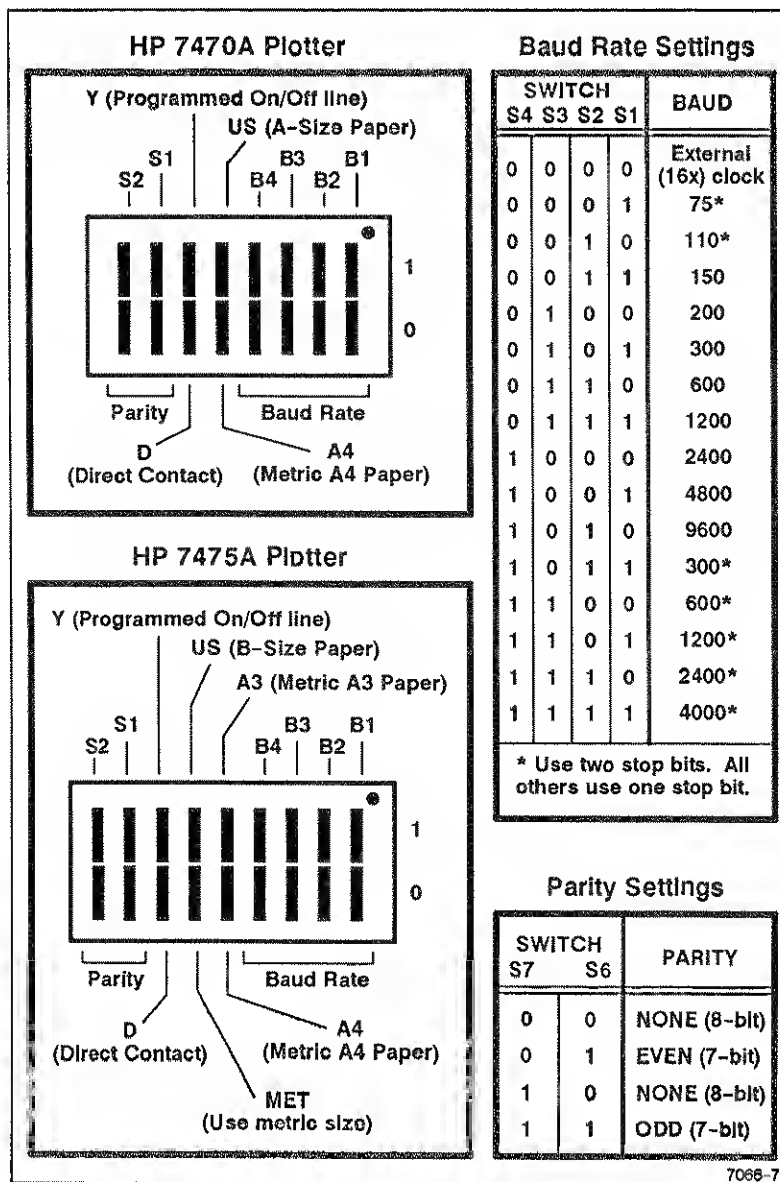 HP 7470A Plotter
Y (Programmed On/Off line)
US (A-Size Paper)
S2 S1 B4 B3 B2 B1
1
0
Parity Baud Rate
D
(Direct Contact)
A4
(Metric A4 Paper)
HP 7475A Plotter
Y (Programmed On/Off line)
US (B-Size Paper)
A3 (Metric A3 Paper)
S2 S1 B4 B3 B2 B1
1
0
Parity Baud Rate
D
(Direct Contact)
A4
(Metric A4 Paper)
MET
(Use metric size)
Baud Rate Settings
SWITCH BAUD
S4 S3 S2 S1
0 0 0 0 External (16x) clock
0 0 0 1 75*
0 0 1 0 110*
0 0 1 1 150
0 1 0 0 200
0 1 0 1 300
0 1 1 0 600
0 1 1 1 1200
1 0 0 0 2400
1 0 0 1 4800
1 0 1 0 9600
1 0 1 1 300*
1 1 0 0 600*
1 1 0 1 1200*
1 1 1 0 2400*
1 1 1 1 4000*
* Use two stop bits. All
others use one stop bit.
Parity Settings
SWITCH PARITY
S7 S6
0 0 NONE (8-bit)
0 1 EVEN (7-bit)
1 0 NONE (8-bit)
1 1 ODD (7-bit)
7066-7